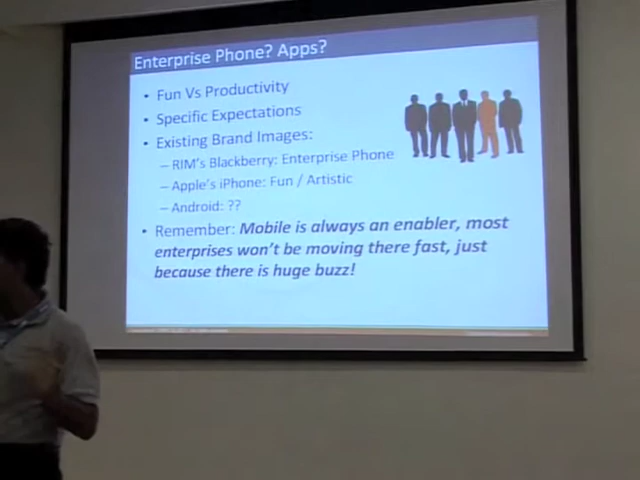 Enterprise Phone? Apps?
• Fun Vs Productivity
• Specific Expectations
• Existing Brand Images:
– RIM's Blackberry: Enterprise Phone
– Apple's iPhone: Fun / Artistic
– Android: ??
• Remember: Mobile is always an enabler, most
enterprises won't be moving there fast, just
because there is huge buzz!